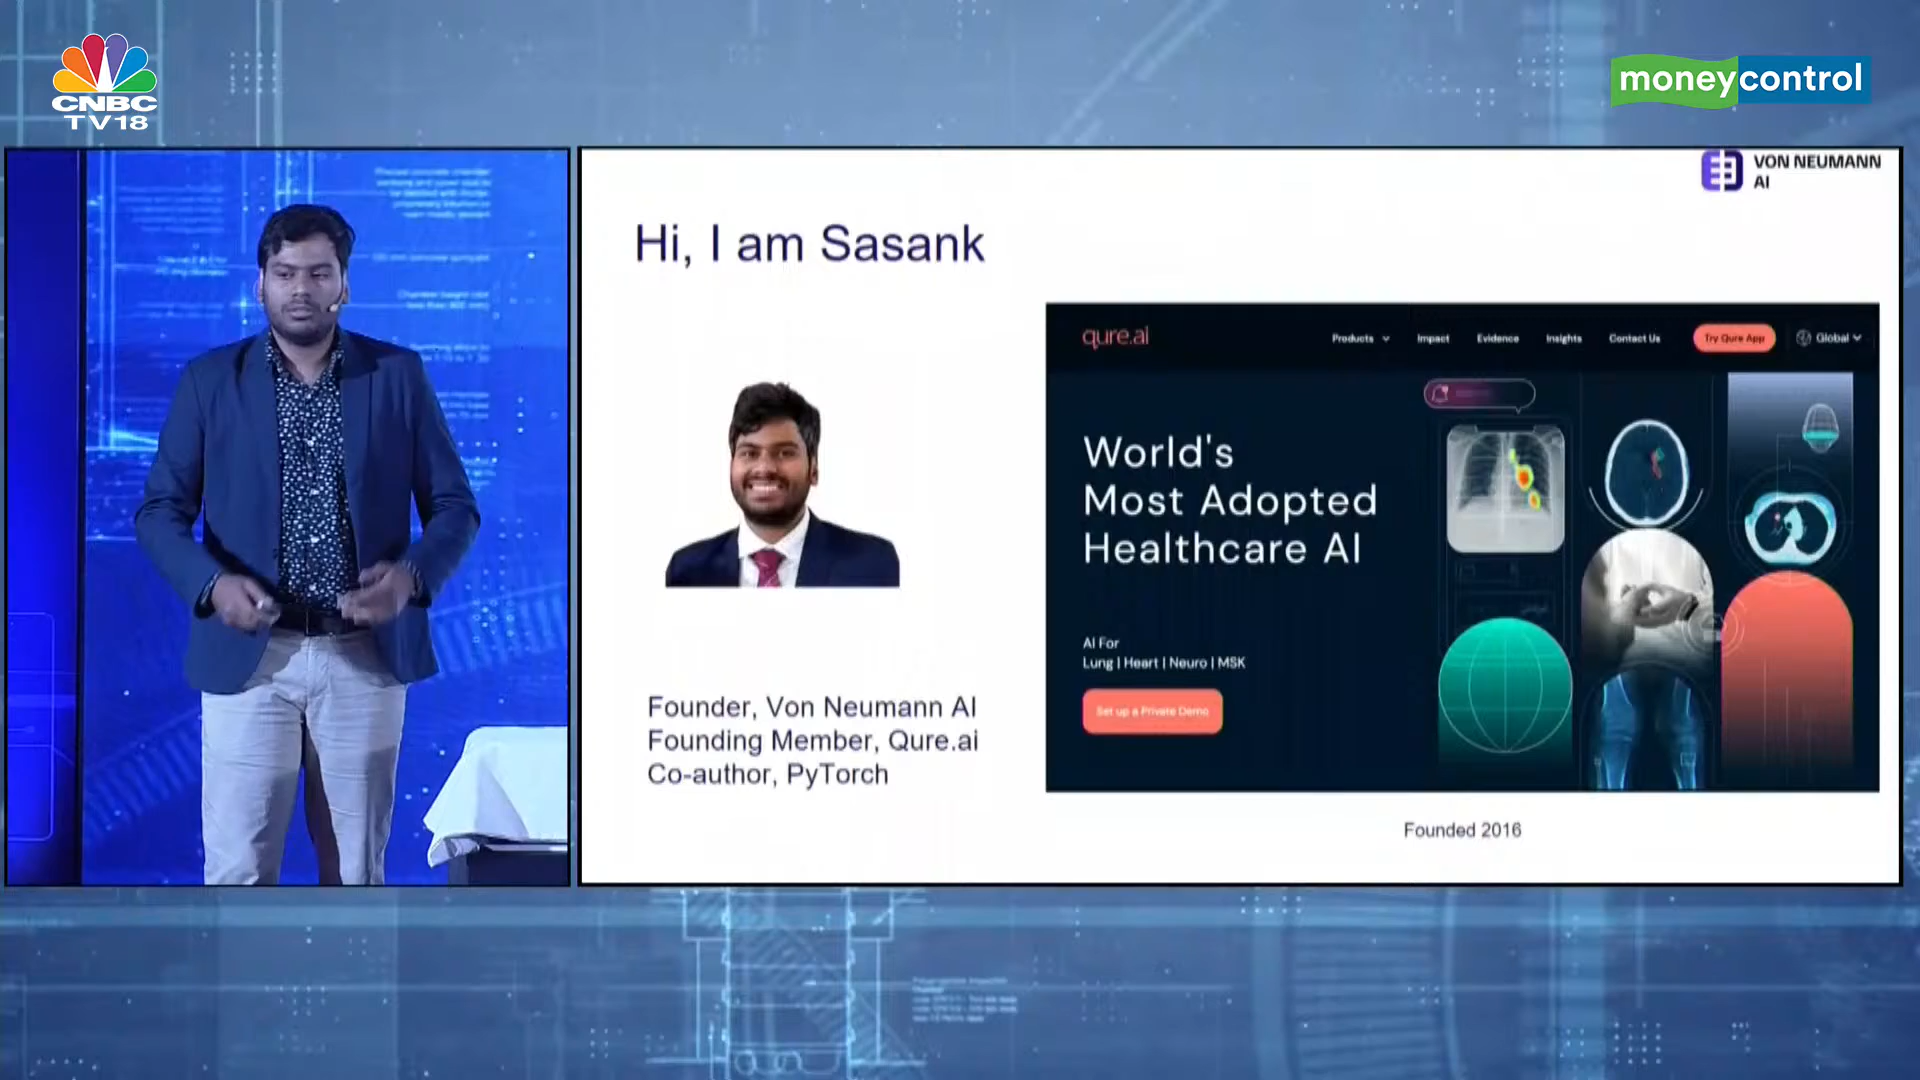 CNBC
TV18
moneycontrol
VON NEUMANN
AI
Hi, I am Sasank
qure.ai
Products
Impact
Evidence
Insights
Contact Us
Try Qure App
Global
World's
Most Adopted
Healthcare AI
AI For
Lung | Heart | Neuro | MSK
Set up a Private Demo
Founder, Von Neumann AI
Founding Member, Qure.ai
Co-author, PyTorch
Founded 2016